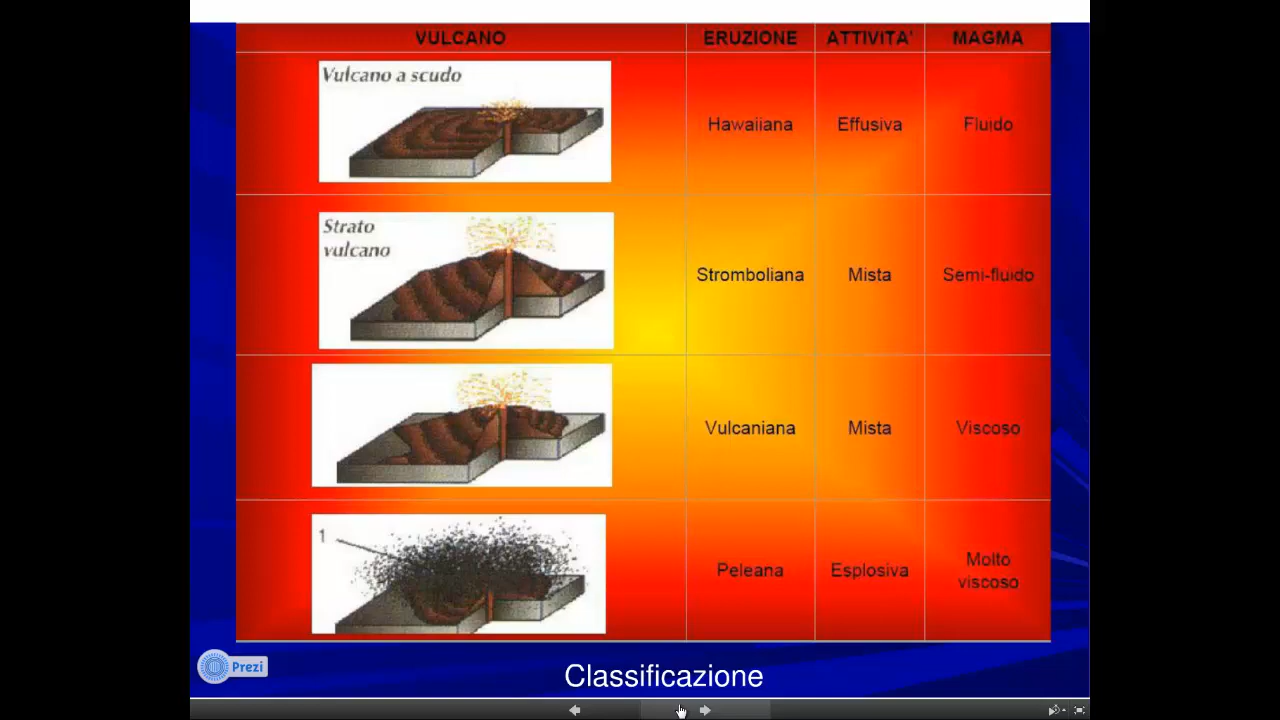 VULCANO ERUZIONE ATTIVITA' MAGMA
Vulcano a scudo
Hawaiiana Effusiva Fluido
Strato
vulcano
Stromboliana Mista Semi-fluido
Vulcaniana Mista Viscoso
1
Peleana Esplosiva Molto
viscoso
Prezi
Classificazione